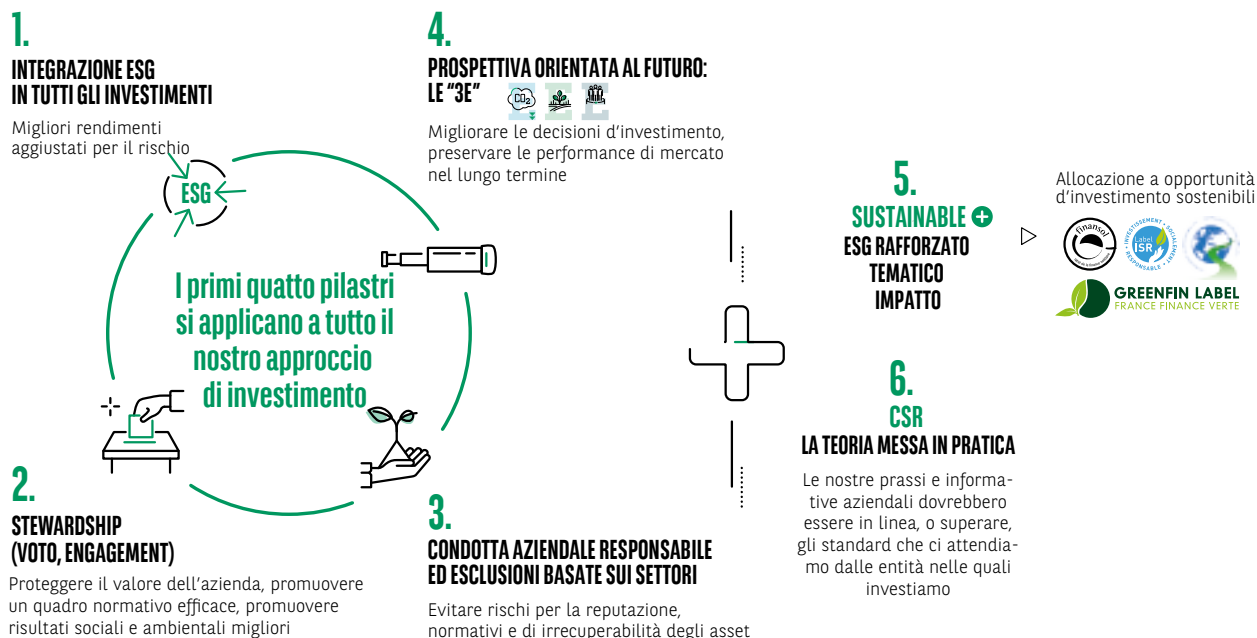 1.
INTEGRAZIONE ESG
IN TUTTI GLI INVESTIMENTI
Migliori rendimenti
aggiustati per il rischio
ESG
I primi quatto pilastri
si applicano a tutto il
nostro approccio
di investimento
2.
STEWARDSHIP
(VOTO, ENGAGEMENT)
Proteggere il valore dell’azienda, promuovere
un quadro normativo efficace, promuovere
risultati sociali e ambientali migliori
3.
CONDOTTA AZIENDALE RESPONSABILE
ED ESCLUSIONI BASATE SUI SETTORI
Evitare rischi per la reputazione,
normativi e di irrecuperabilità degli asset
4.
PROSPETTIVA ORIENTATA AL FUTURO:
LE “3E”
CO₂
E E E
Migliorare le decisioni d’investimento,
preservare le performance di mercato
nel lungo termine
5.
SUSTAINABLE +
ESG RAFFORZATO
TEMATICO
IMPATTO
Allocazione a opportunità
d’investimento sostenibili
finansol
INVESTISSEMENT SOCIALEMENT RESPONSABLE
Label
ISR
GREENFIN LABEL
FRANCE FINANCE VERTE
6.
CSR
LA TEORIA MESSA IN PRATICA
Le nostre prassi e informa-
tive aziendali dovrebbero
essere in linea, o superare,
gli standard che ci attendia-
mo dalle entità nelle quali
investiamo